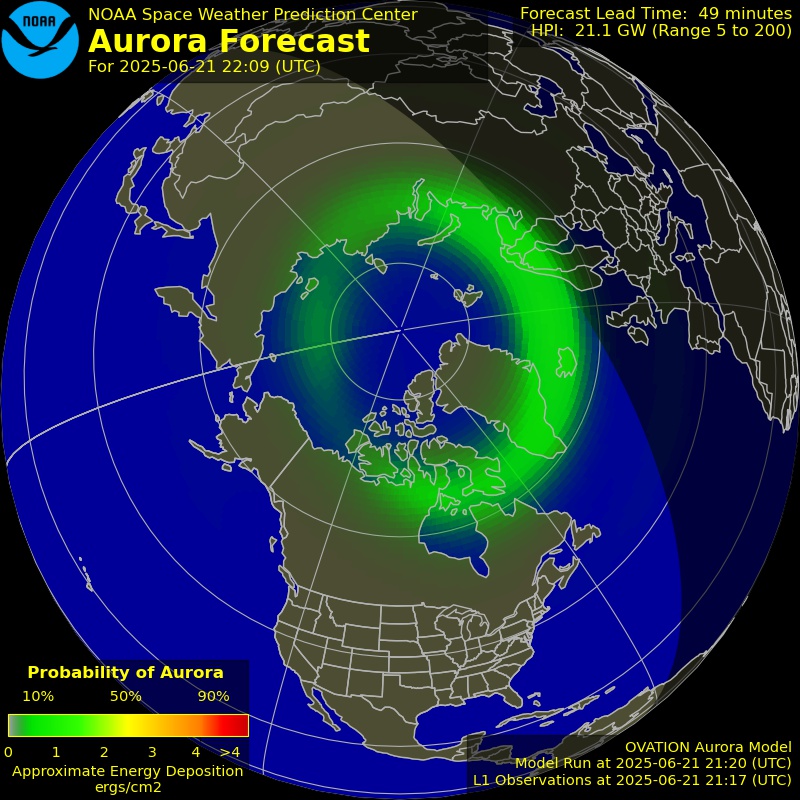 NOAA
NOAA Space Weather Prediction Center
Aurora Forecast
For 2025-06-21 22:09 (UTC)
Forecast Lead Time: 49 minutes
HPI: 21.1 GW (Range 5 to 200)
Probability of Aurora
10% 50% 90%
0 1 2 3 4 >4
Approximate Energy Deposition
ergs/cm2
OVATION Aurora Model
Model Run at 2025-06-21 21:20 (UTC)
L1 Observations at 2025-06-21 21:17 (UTC)